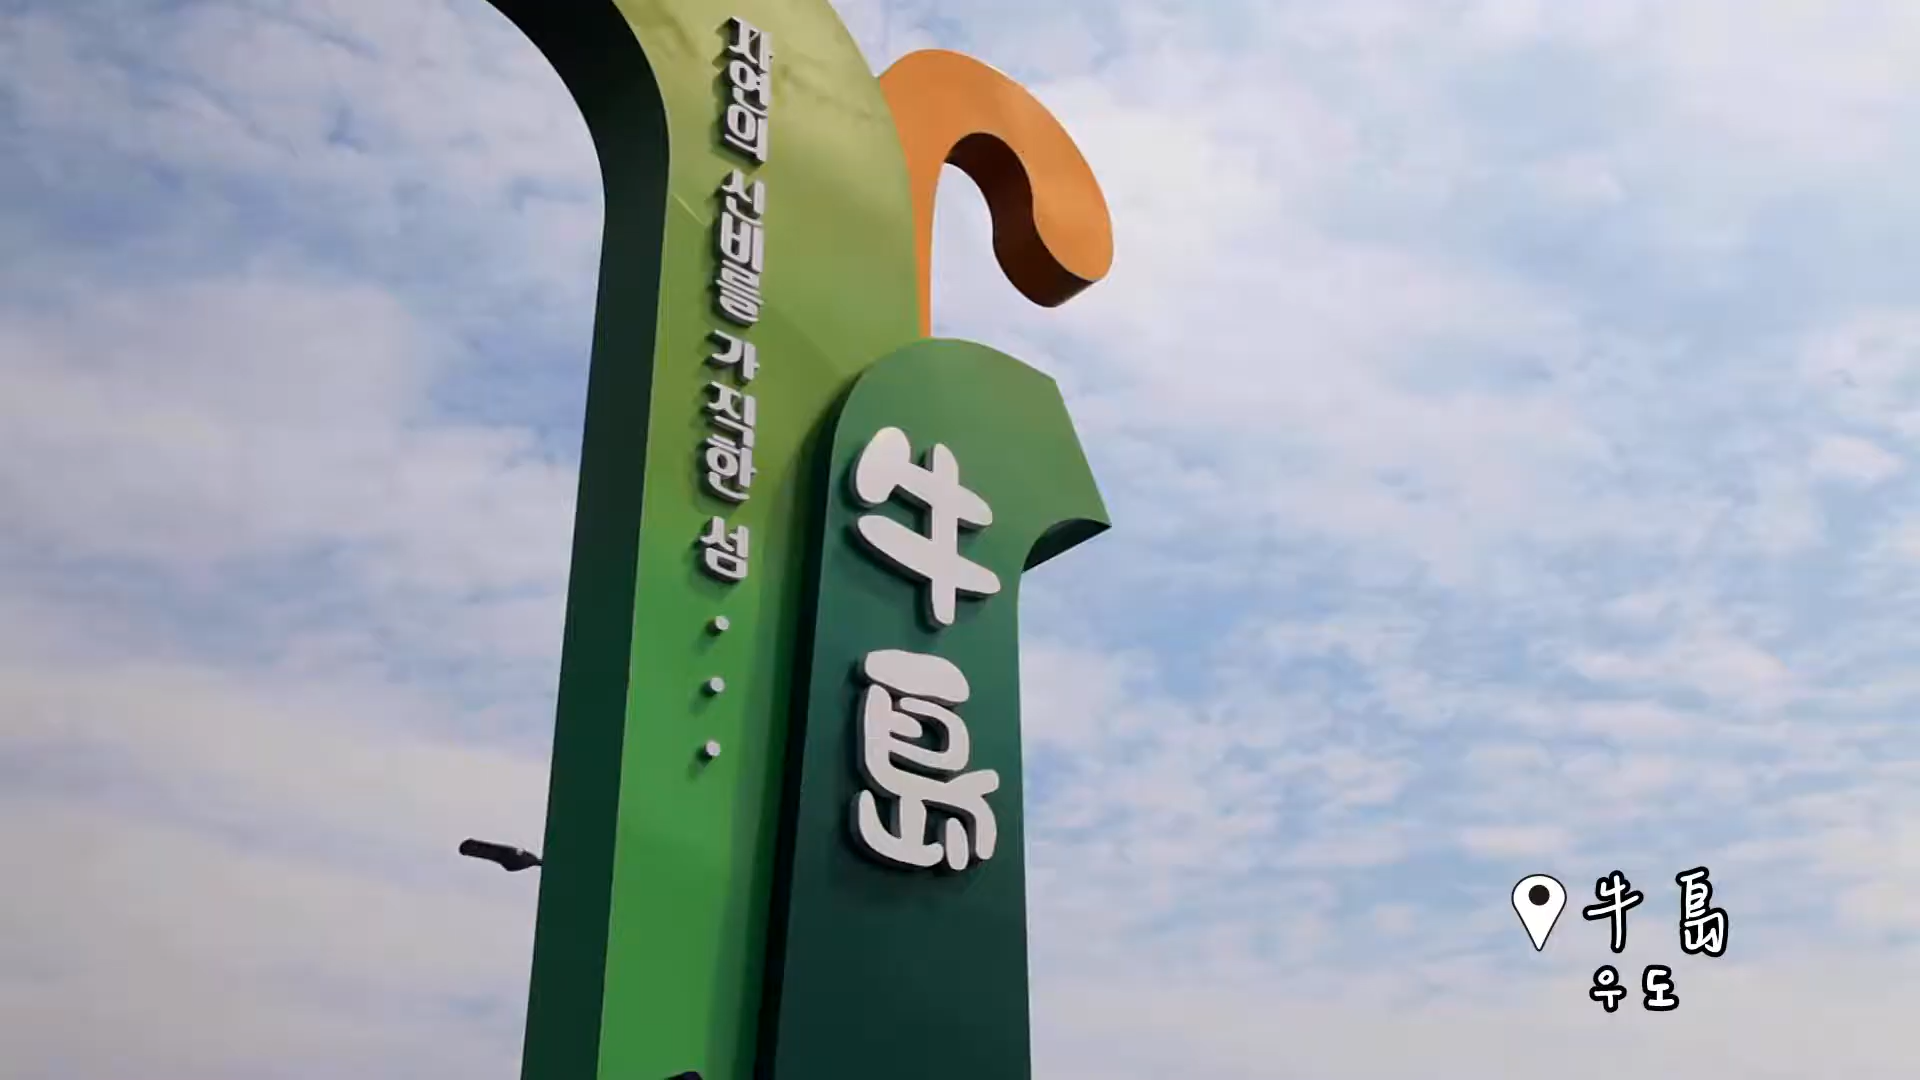 자연의 신비를 가직한 섬
...
牛島
牛 島
우도